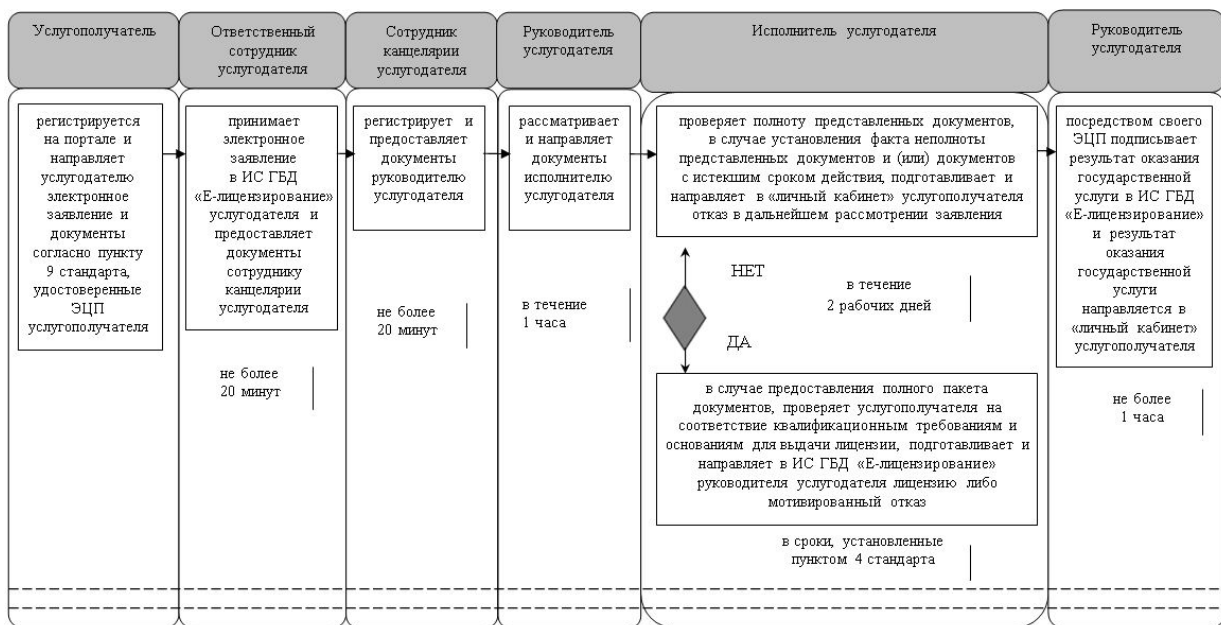 Услугополучатель
Ответственный
сотрудник
услугодателя
Сотрудник
канцелярии
услугодателя
Руководитель
услугодателя
Исполнитель услугодателя
Руководитель
услугодателя
регистрируется
на портале и
направляет
услугодателю
электронное
заявление и
документы
согласно пункту
9 стандарта,
удостоверенные
ЭЦП
услугополучателя
принимает
электронное
заявление
в ИС ГБД
«Е-лицензирование»
услугодателя и
предоставляет
документы
сотруднику
канцелярии
услугодателя
не более
20 минут
регистрирует и
предоставляет
документы
руководителю
услугодателя
не более
20 минут
рассматривает
и направляет
документы
исполнителю
услугодателя
в течение
1 часа
проверяет полноту представленных документов,
в случае установления факта неполноты
представленных документов и (или) документов
с истекшим сроком действия, подготавливает и
направляет в «личный кабинет» услугополучателя
отказ в дальнейшем рассмотрении заявления
НЕТ
в течение
2 рабочих дней
ДА
в случае предоставления полного пакета
документов, проверяет услугополучателя на
соответствие квалификационным требованиям и
основаниям для выдачи лицензии, подготавливает и
направляет в ИС ГБД «Е-лицензирование»
руководителя услугодателя лицензию либо
мотивированный отказ
в сроки, установленные
пунктом 4 стандарта
посредством своего
ЭЦП подписывает
результат оказания
государственной
услуги в ИС ГБД
«Е-лицензирование»
и результат
оказания
государственной
услуги
направляется в
«личный кабинет»
услугополучателя
не более
1 часа